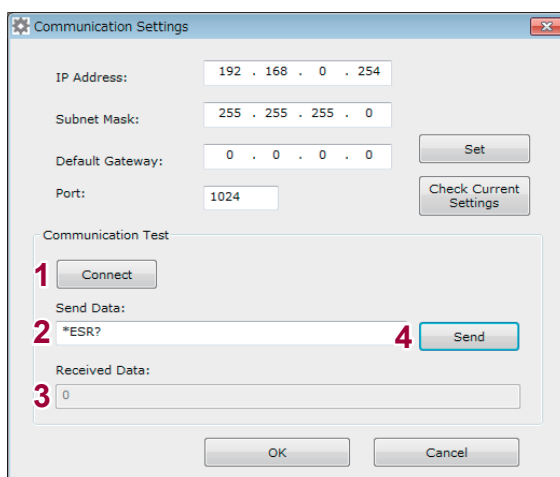 Communication Settings
IP Address: 192 . 168 . 0 . 254
Subnet Mask: 255 . 255 . 255 . 0
Default Gateway: 0 . 0 . 0 . 0
Set
Port: 1024
Check Current
Settings
Communication Test
1 Connect
Send Data:
2 *ESR? 4 Send
Received Data:
3 0
OK Cancel